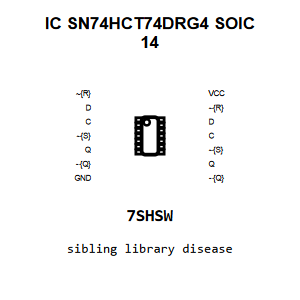 IC SN74HCT74DRG4 SOIC
14
~{R}
D
C
~{S}
Q
~{Q}
GND
VCC
~{R}
D
C
~{S}
Q
~{Q}
7SHSW
sibling library disease